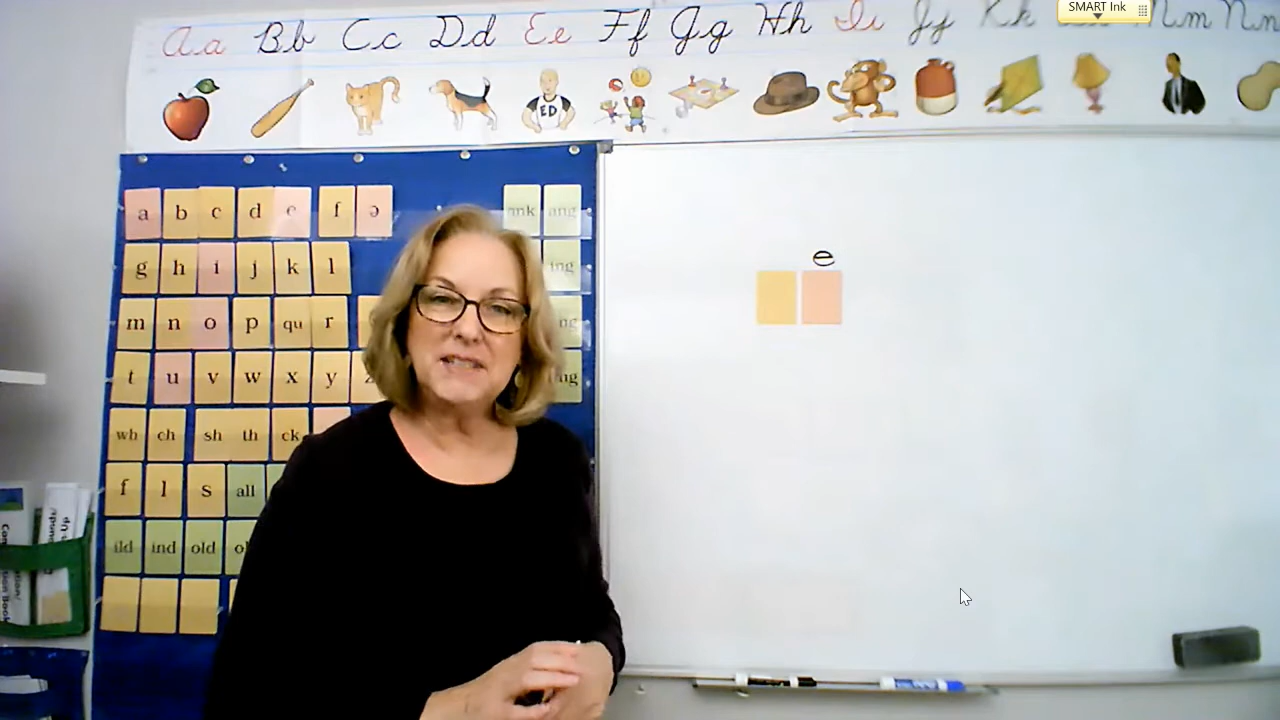 SMART Ink
Aa Bb Cc Dd Ee Ff Gg Hh Ii Jj Kk Mm Nn
ED
a b c d e f ə ank ang
g h i j k l ing
m n o p qu r
t u v w x y z
wh ch sh th ck
f l s all
ild ind old
e